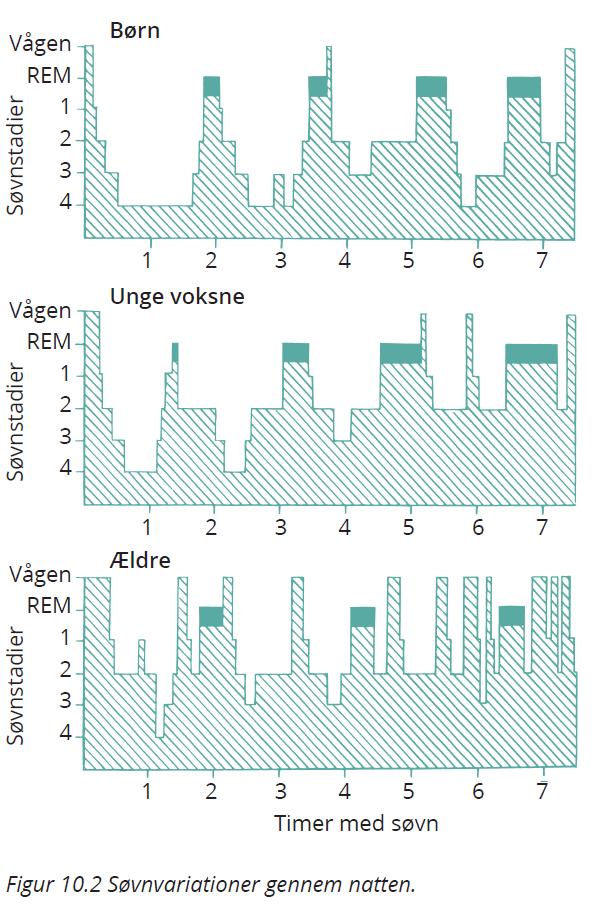 Børn
Vågen
REM
1
2
3
4
Søvnstadier
1 2 3 4 5 6 7
Unge voksne
Vågen
REM
1
2
3
4
Søvnstadier
1 2 3 4 5 6 7
Ældre
Vågen
REM
1
2
3
4
Søvnstadier
1 2 3 4 5 6 7
Timer med søvn
Figur 10.2 Søvnvariationer gennem natten.